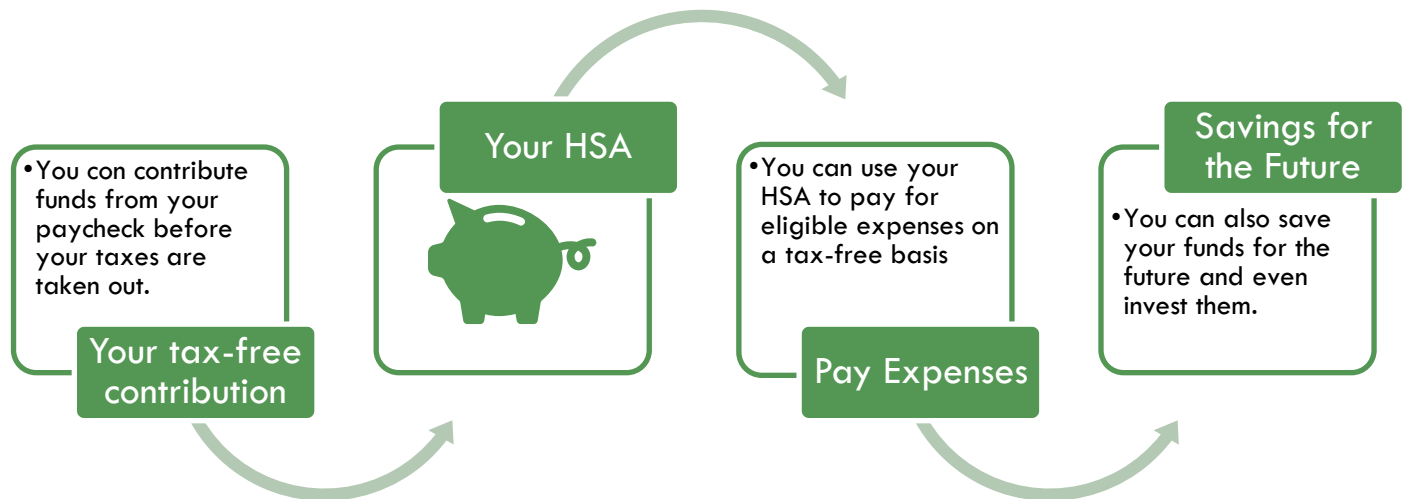 •You con contribute
funds from your
paycheck before
your taxes are
taken out.
Your tax-free
contribution
Your HSA
•You can use your
HSA to pay for
eligible expenses on
a tax-free basis
Pay Expenses
Savings for
the Future
•You can also save
your funds for the
future and even
invest them.